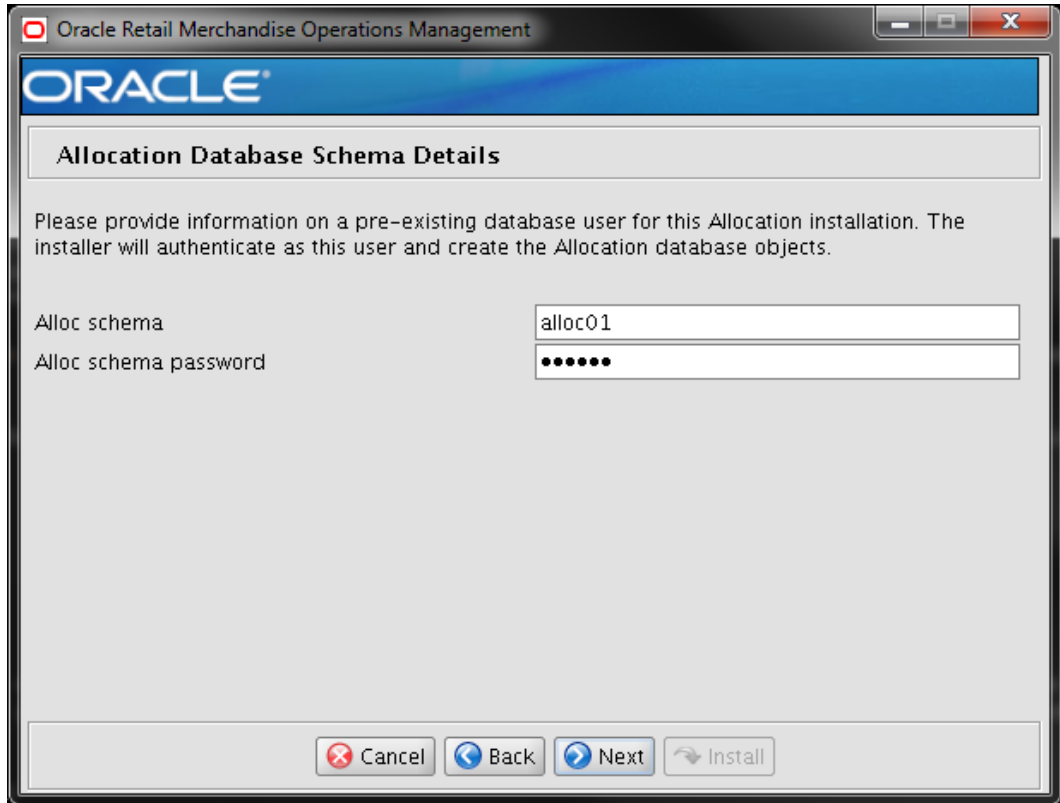 Oracle Retail Merchandise Operations Management
ORACLE®
Allocation Database Schema Details
Please provide information on a pre-existing database user for this Allocation installation. The
installer will authenticate as this user and create the Allocation database objects.
Alloc schema
alloc01
Alloc schema password
••••••
Cancel
Back
Next
Install